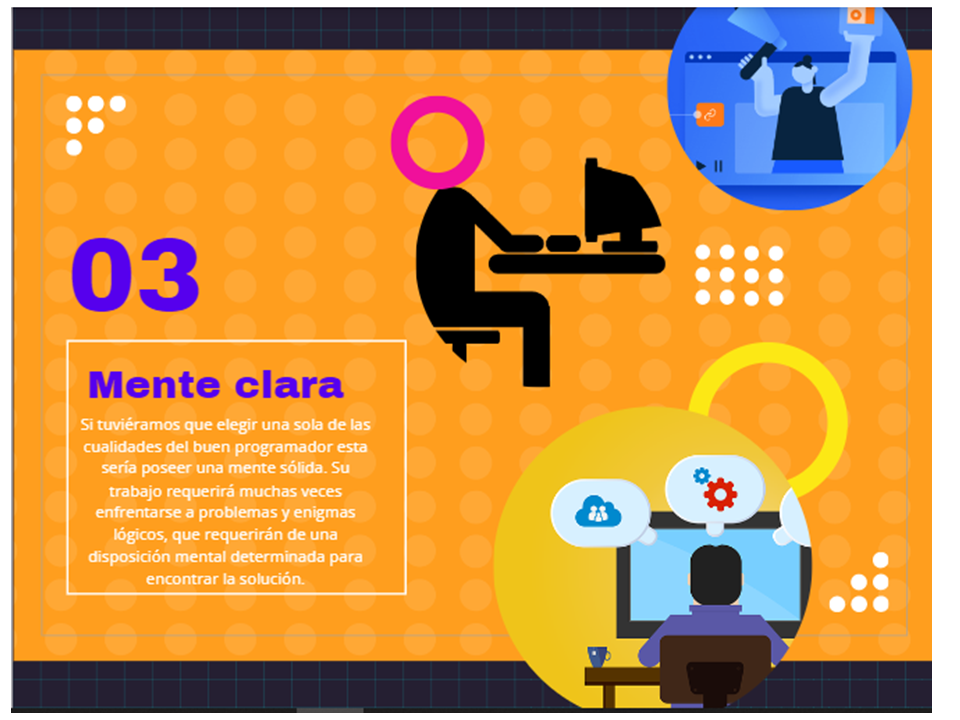 03
Mente clara
Si tuviéramos que elegir una sola de las
cualidades del buen programador esta
sería poseer una mente sólida. Su
trabajo requerirá muchas veces
enfrentarse a problemas y enigmas
lógicos, que requerirán de una
disposición mental determinada para
encontrar la solución.